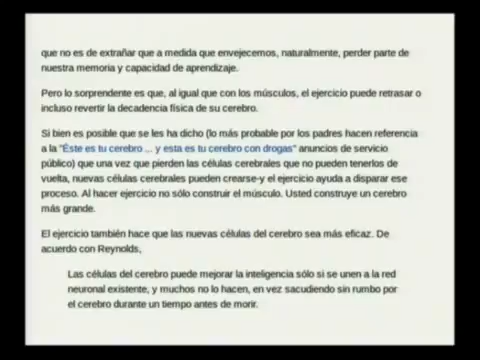 que no es de extrañar que a medida que envejecemos, naturalmente, perder parte de
nuestra memoria y capacidad de aprendizaje.
Pero lo sorprendente es que, al igual que con los músculos, el ejercicio puede retrasar o
incluso revertir la decadencia física de su cerebro.
Si bien es posible que se les ha dicho (lo más probable por los padres hacen referencia
a la "Éste es tu cerebro ... y esta es tu cerebro con drogas" anuncios de servicio
público) que una vez que pierden las células cerebrales que no pueden tenerlos de
vuelta, nuevas células cerebrales pueden crearse-y el ejercicio ayuda a disparar ese
proceso. Al hacer ejercicio no sólo construir el músculo. Usted construye un cerebro
más grande.
El ejercicio también hace que las nuevas células del cerebro sea más eficaz. De
acuerdo con Reynolds,
Las células del cerebro puede mejorar la inteligencia sólo si se unen a la red
neuronal existente, y muchos no lo hacen, en vez sacudiendo sin rumbo por
el cerebro durante un tiempo antes de morir.